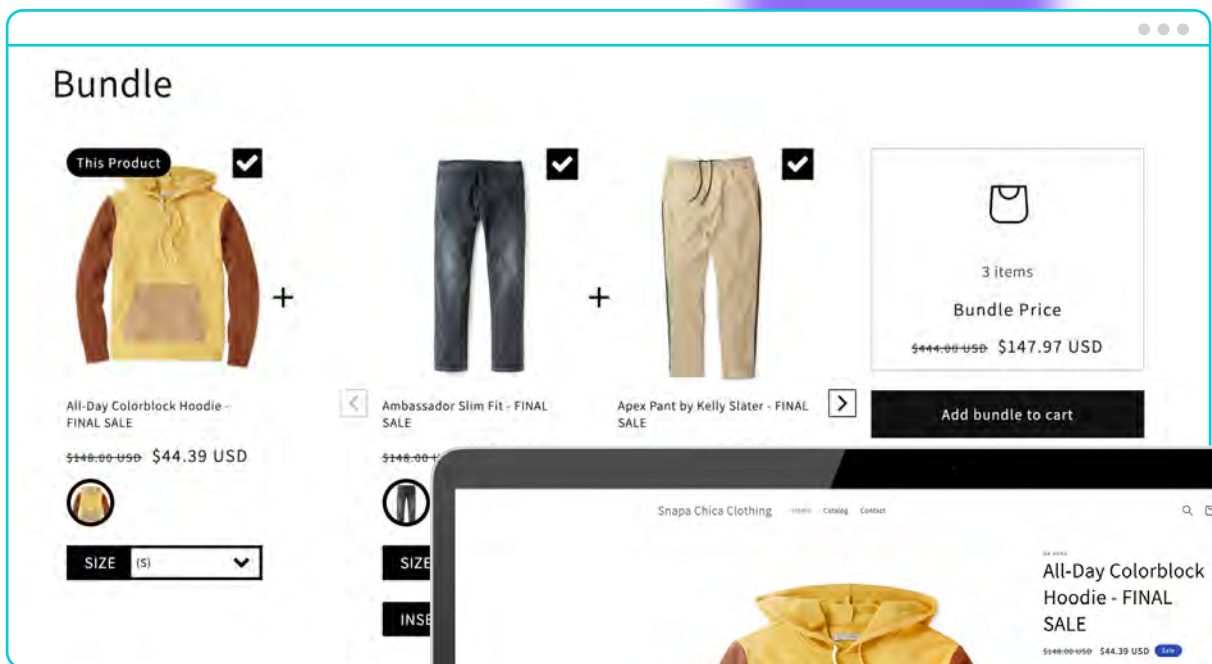 Bundle
This Product
3 items
Bundle Price
$444.00 USD $147.97 USD
All-Day Colorblock Hoodie -
FINAL SALE
$148.00 USD $44.39 USD
SIZE (S)
Ambassador Slim Fit - FINAL
SALE
$148.00
SIZE
Apex Pant by Kelly Slater - FINAL
SALE
Add bundle to cart
Snapa Chica Clothing Catalog Contact
All-Day Colorblock
Hoodie - FINAL
SALE
$148.00 USD $44.39 USD Sale